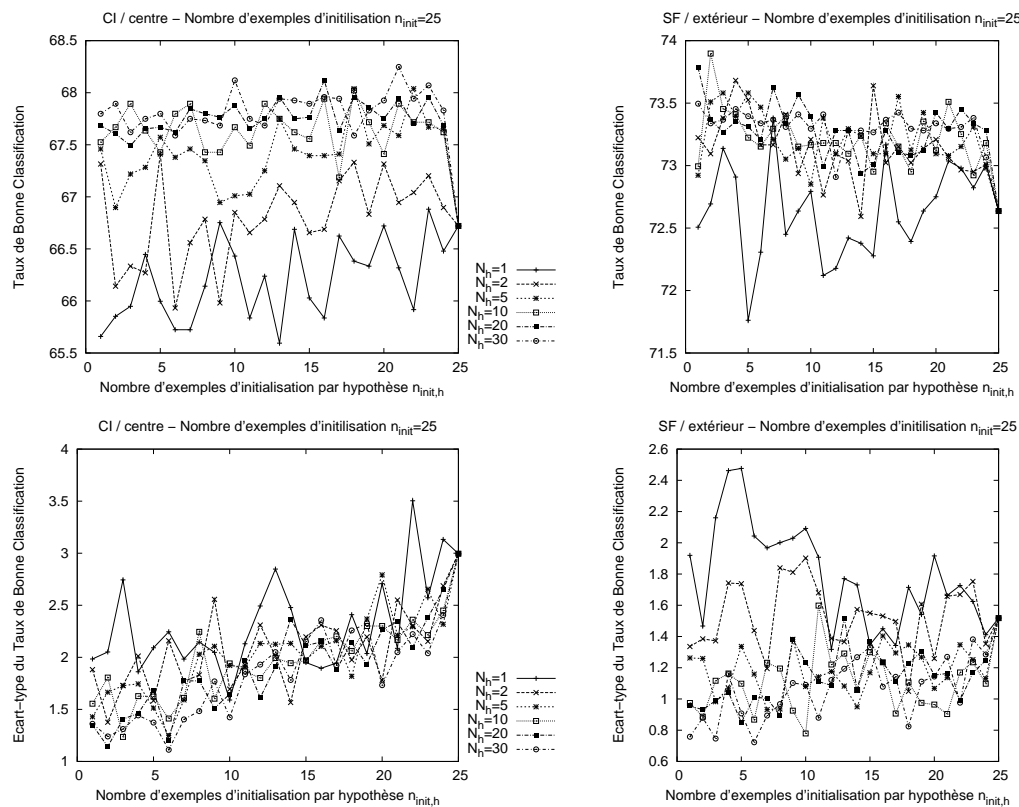 CI / centre − Nombre d'exemples d'initilisation n_init=25
Taux de Bonne Classification
68.5
68
67.5
67
66.5
66
65.5
0 5 10 15 20 25
Nombre d'exemples d'initialisation par hypothèse n_init,h
SF / extérieur − Nombre d'exemples d'initilisation n_init=25
Taux de Bonne Classification
74
73.5
73
72.5
72
71.5
0 5 10 15 20 25
Nombre d'exemples d'initialisation par hypothèse n_init,h
N_h=1
N_h=2
N_h=5
N_h=10
N_h=20
N_h=30
CI / centre − Nombre d'exemples d'initilisation n_init=25
Ecart−type du Taux de Bonne Classification
4
3.5
3
2.5
2
1.5
1
0 5 10 15 20 25
Nombre d'exemples d'initialisation par hypothèse n_init,h
SF / extérieur − Nombre d'exemples d'initilisation n_init=25
Ecart−type du Taux de Bonne Classification
2.6
2.4
2.2
2
1.8
1.6
1.4
1.2
1
0.8
0.6
0 5 10 15 20 25
Nombre d'exemples d'initialisation par hypothèse n_init,h
N_h=1
N_h=2
N_h=5
N_h=10
N_h=20
N_h=30